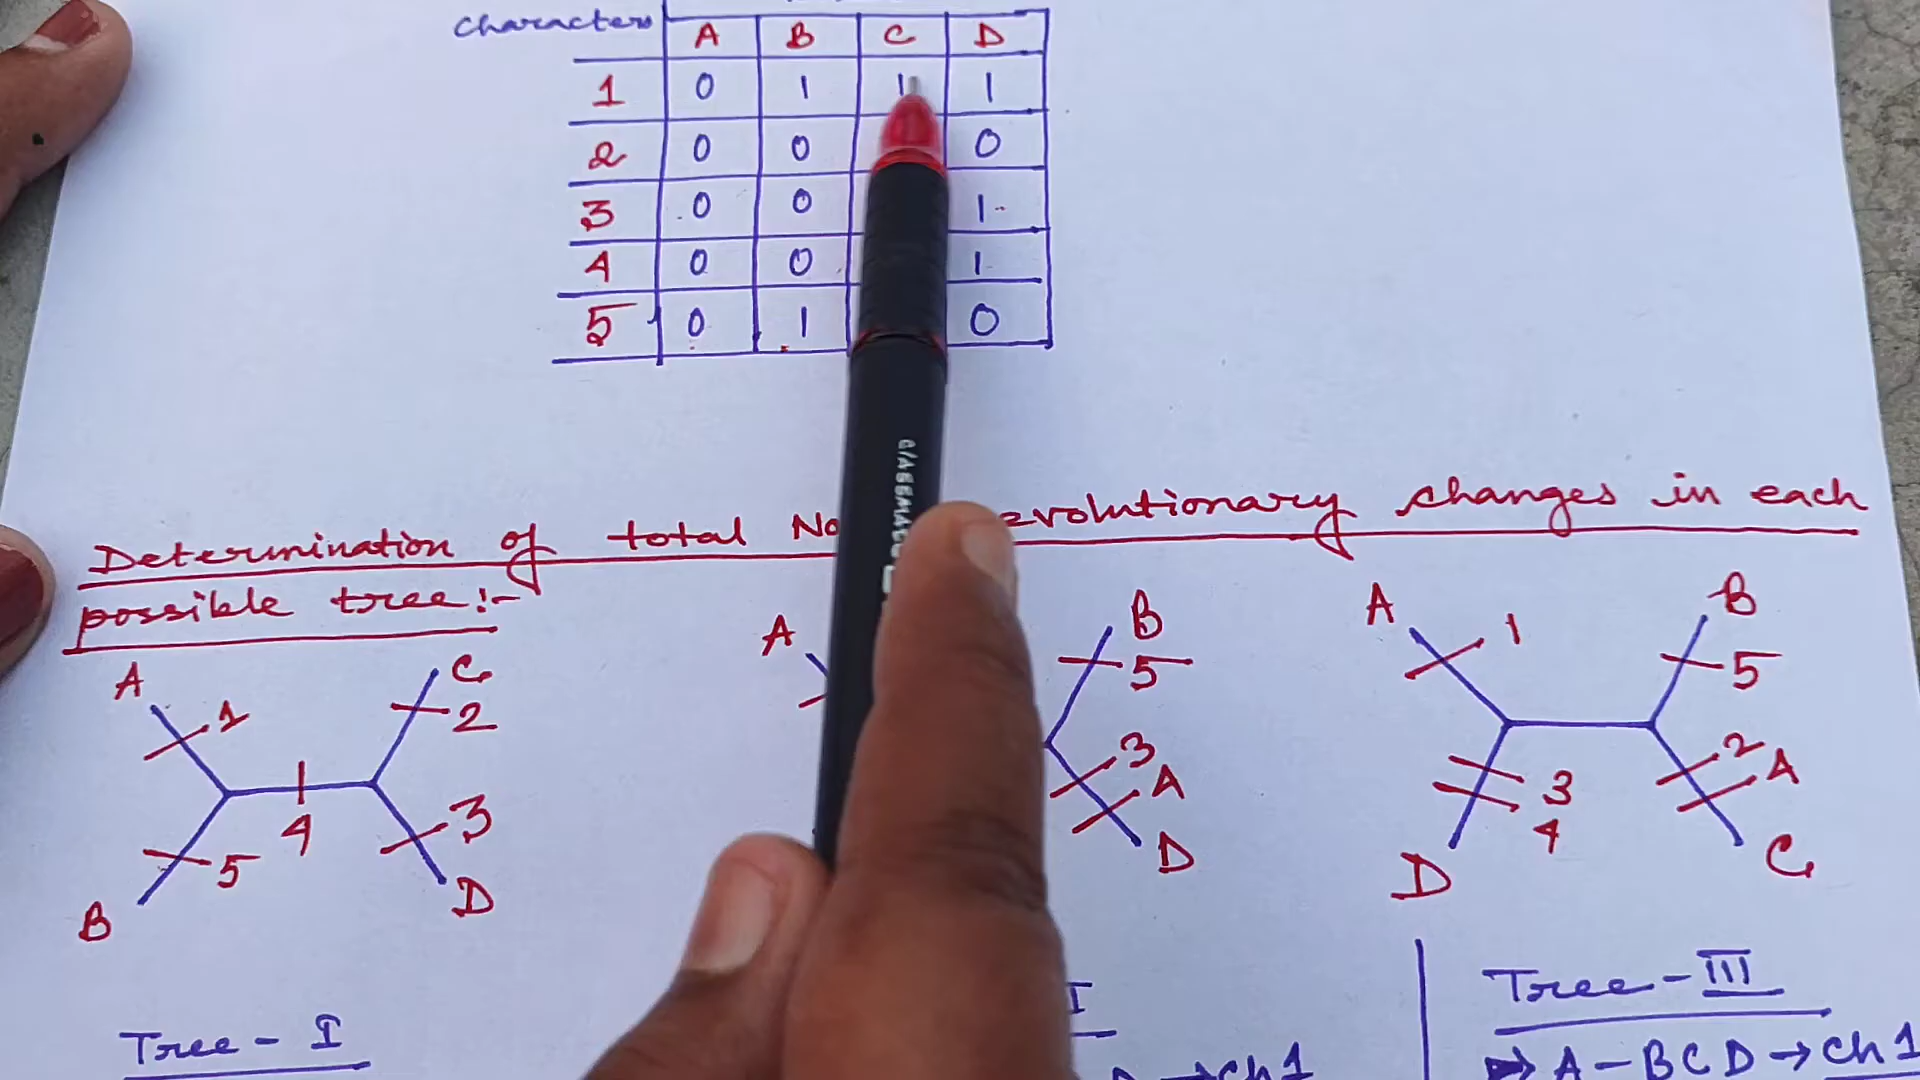 characters A B C D
1 0 1 1 1
2 0 0 0
3 0 0 1
4 0 0 1
5 0 1 0
Determination of total No evolutionary changes in each
possible tree:-
A 1 C 2 4 5 3 B D
A B 5 3 4 D
A 1 B 5 3 4 2 4 D C
Tree - I
I
Tree - III
→ch1
A - BCD → ch1